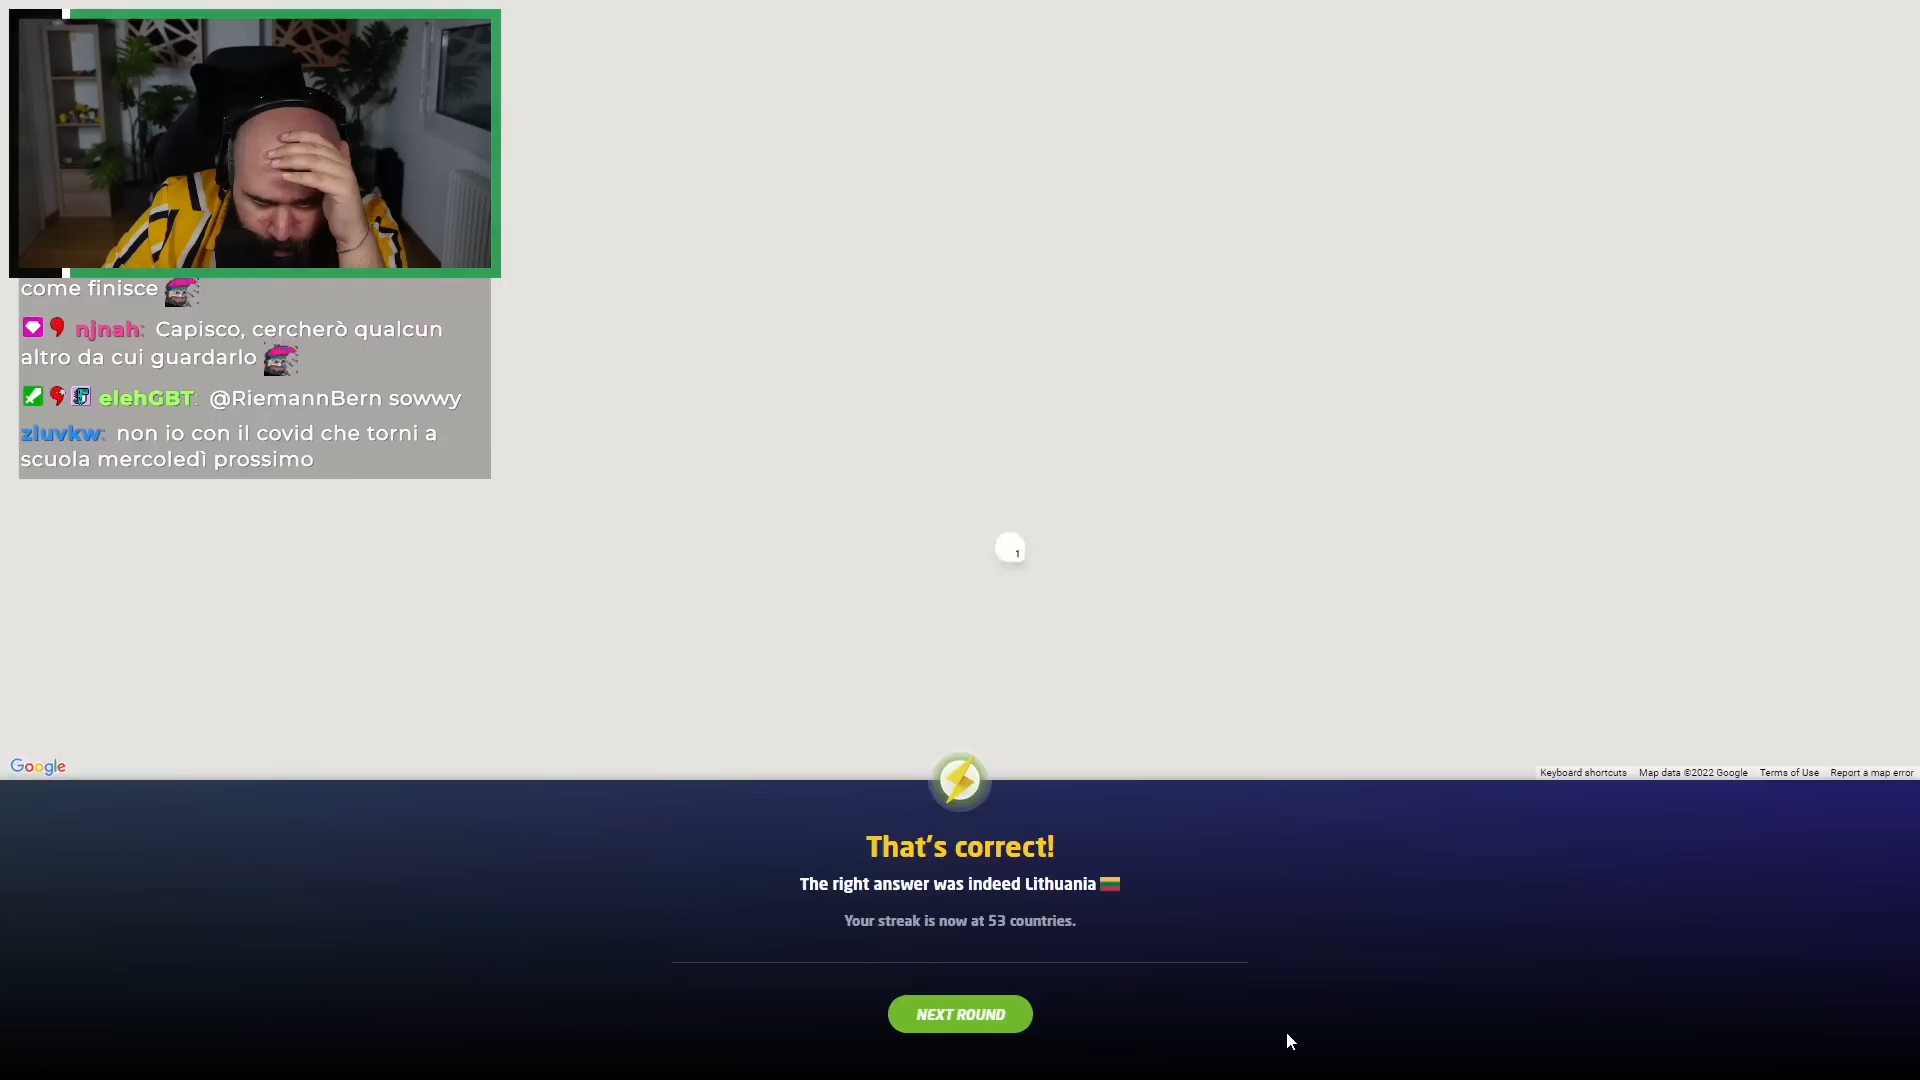 come finisce
njnah: Capisco, cercherò qualcun
altro da cui guardarlo
elehGBT: @RiemannBern sowwy
zluvkw: non io con il covid che torni a
scuola mercoledì prossimo
1
Google
Keyboard shortcuts Map data ©2022 Google Terms of Use Report a map error
That's correct!
The right answer was indeed Lithuania
Your streak is now at 53 countries.
NEXT ROUND